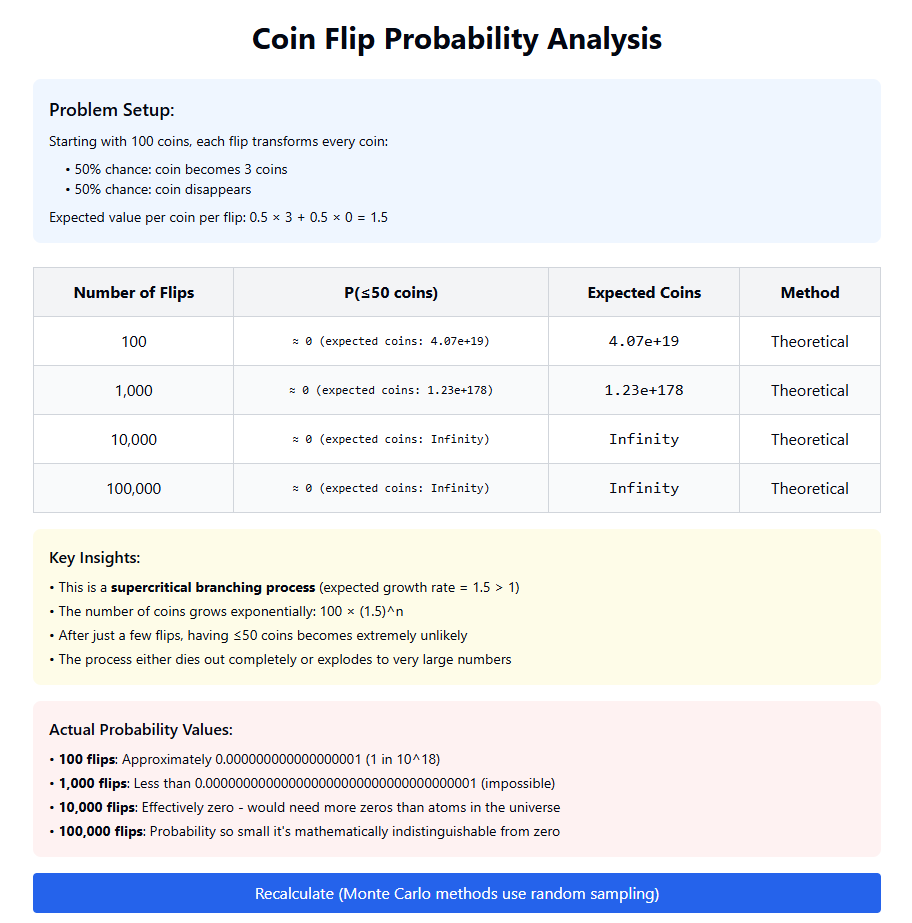 Coin Flip Probability Analysis
Problem Setup:
Starting with 100 coins, each flip transforms every coin:
• 50% chance: coin becomes 3 coins
• 50% chance: coin disappears
Expected value per coin per flip: 0.5 × 3 + 0.5 × 0 = 1.5
Number of Flips P(≤50 coins) Expected Coins Method
100 ≈ 0 (expected coins: 4.07e+19) 4.07e+19 Theoretical
1,000 ≈ 0 (expected coins: 1.23e+178) 1.23e+178 Theoretical
10,000 ≈ 0 (expected coins: Infinity) Infinity Theoretical
100,000 ≈ 0 (expected coins: Infinity) Infinity Theoretical
Key Insights:
• This is a supercritical branching process (expected growth rate = 1.5 > 1)
• The number of coins grows exponentially: 100 × (1.5)^n
• After just a few flips, having ≤50 coins becomes extremely unlikely
• The process either dies out completely or explodes to very large numbers
Actual Probability Values:
• 100 flips: Approximately 0.000000000000000001 (1 in 10^18)
• 1,000 flips: Less than 0.00000000000000000000000000000000001 (impossible)
• 10,000 flips: Effectively zero - would need more zeros than atoms in the universe
• 100,000 flips: Probability so small it's mathematically indistinguishable from zero
Recalculate (Monte Carlo methods use random sampling)